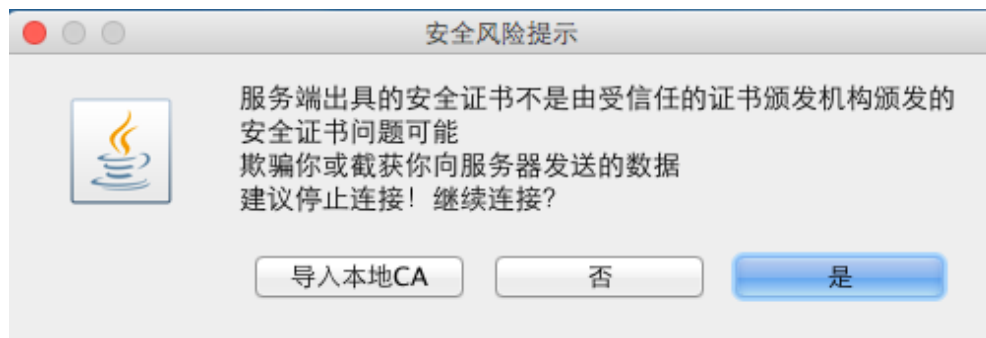 安全风险提示
服务端出具的安全证书不是由受信任的证书颁发机构颁发的
安全证书问题可能
欺骗你或截获你向服务器发送的数据
建议停止连接！继续连接?
导入本地CA
否
是